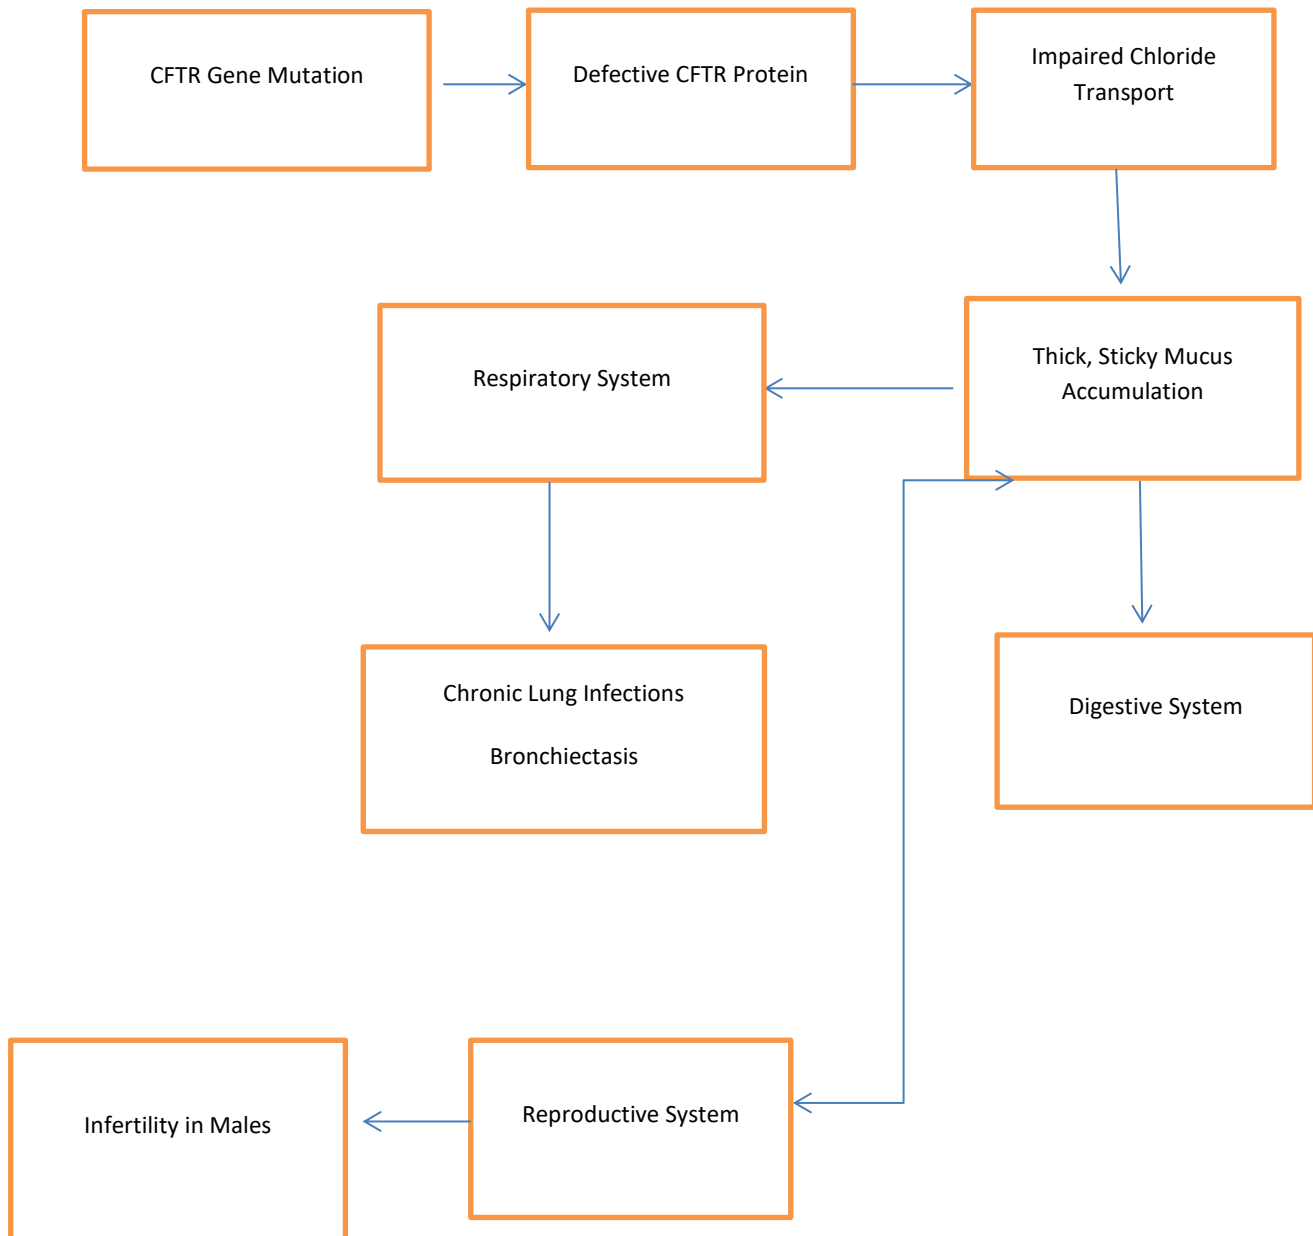 CFTR Gene Mutation
Defective CFTR Protein
Impaired Chloride
Transport
Respiratory System
Thick, Sticky Mucus
Accumulation
Chronic Lung Infections
Bronchiectasis
Digestive System
Infertility in Males
Reproductive System